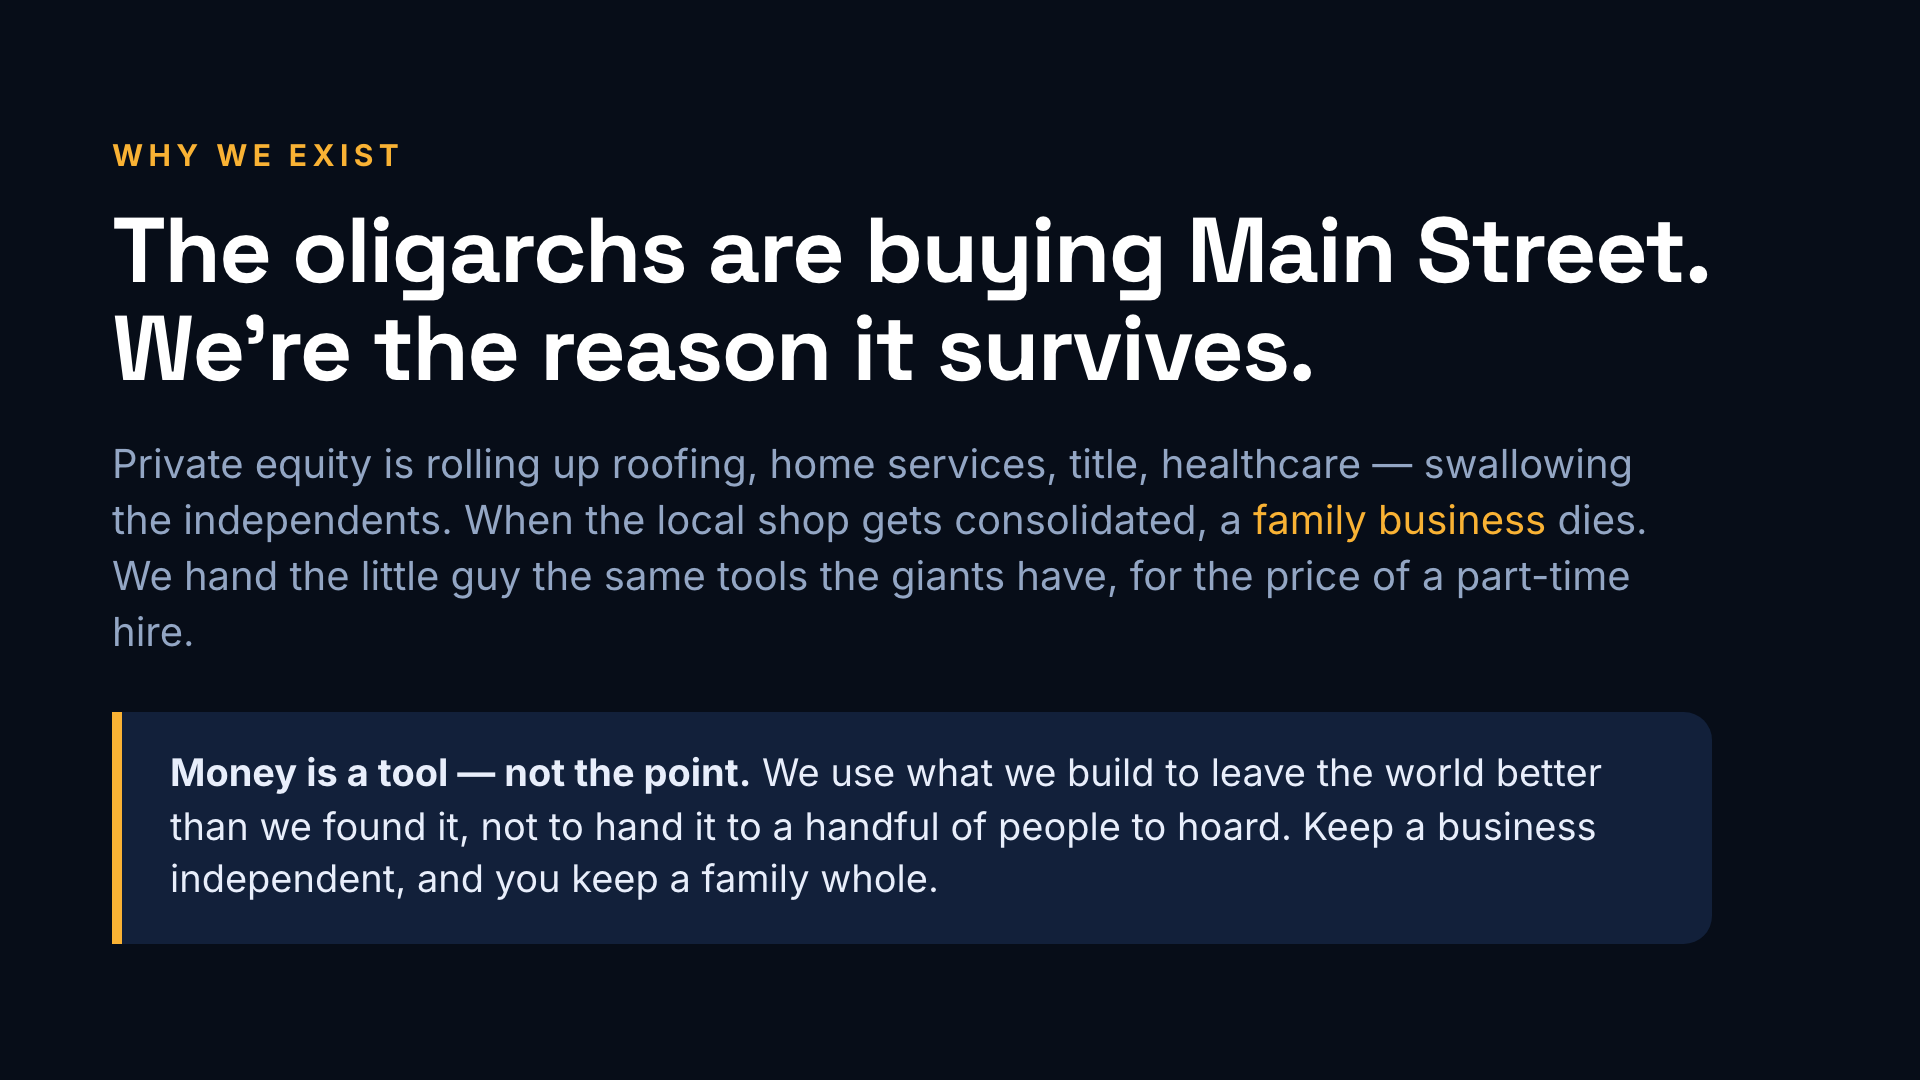 WHY WE EXIST
The oligarchs are buying Main Street.
We’re the reason it survives.
Private equity is rolling up roofing, home services, title, healthcare — swallowing
the independents. When the local shop gets consolidated, a family business dies.
We hand the little guy the same tools the giants have, for the price of a part-time
hire.
Money is a tool — not the point. We use what we build to leave the world better
than we found it, not to hand it to a handful of people to hoard. Keep a business
independent, and you keep a family whole.